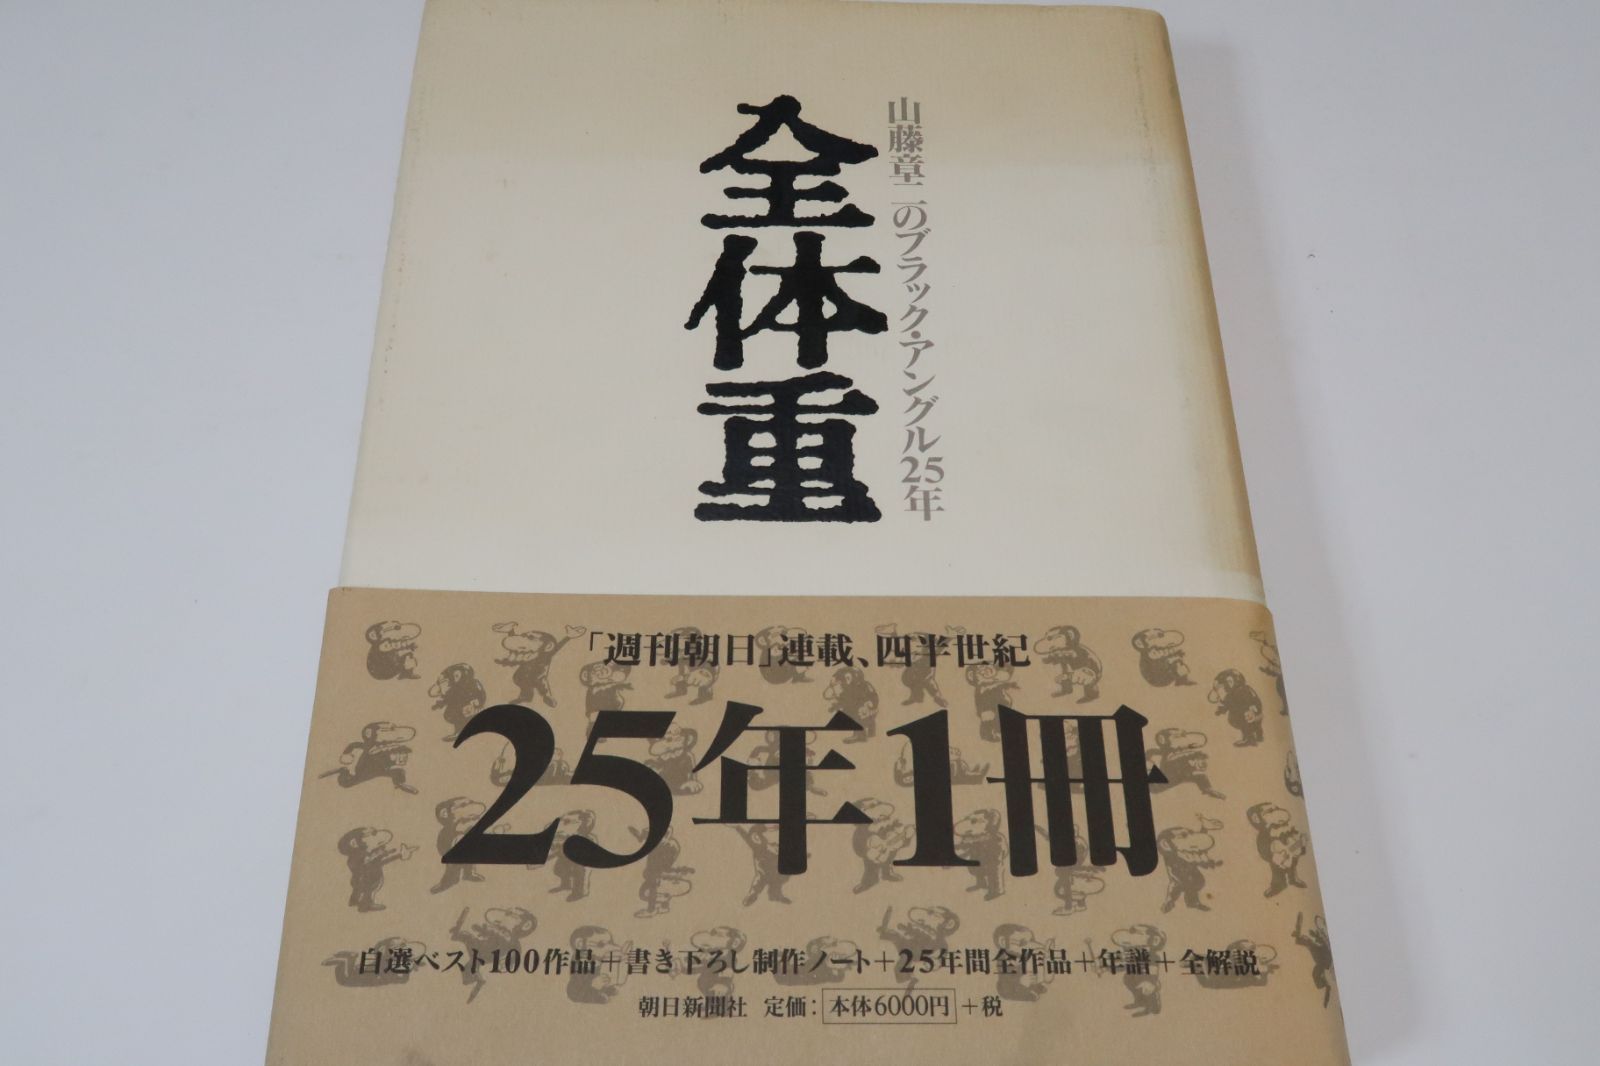 山藤章二のブラック・アングル25年
全体重
「週刊朝日」連載、四半世紀
25年1冊
自選ベスト100作品+書き下ろし制作ノート+25年間全作品+年譜+全解説
朝日新聞社 定価:本体6000円+税